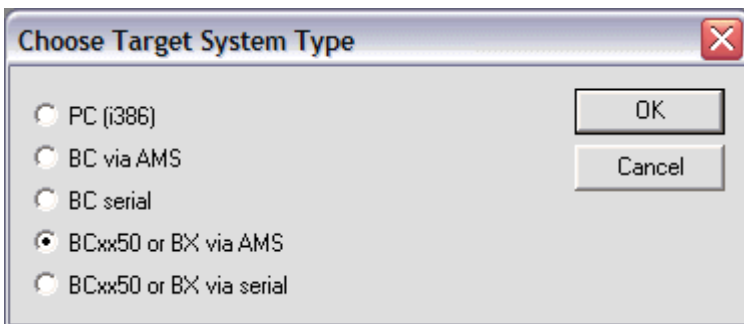 Choose Target System Type
PC (i386)
OK
BC via AMS
Cancel
BC serial
BCxx50 or BX via AMS
BCxx50 or BX via serial